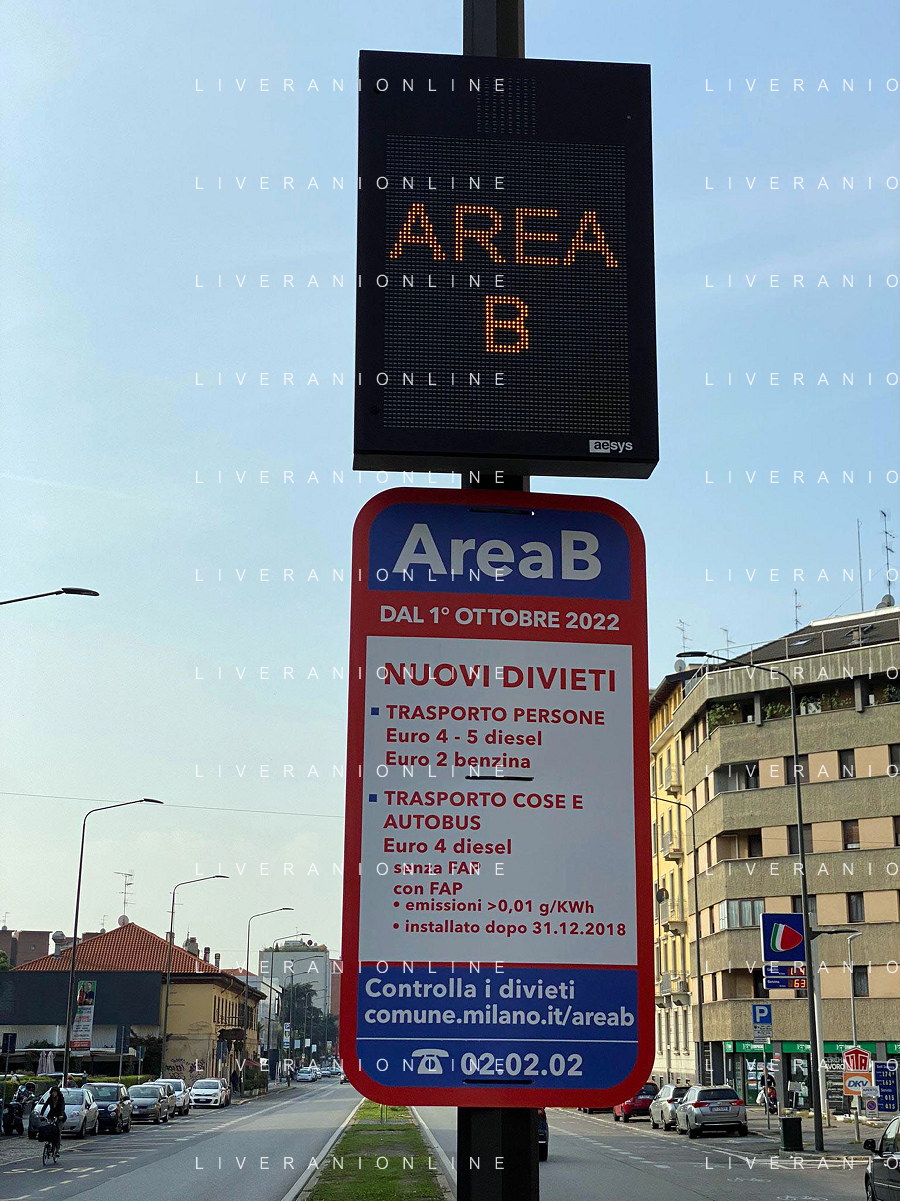 LIVERANIONLINE
AREA
B
aesys
AreaB
DAL 1° OTTOBRE 2022
NUOVI DIVIETI
TRASPORTO PERSONE
Euro 4 - 5 diesel
Euro 2 benzina
TRASPORTO COSE E
AUTOBUS
Euro 4 diesel
senza FAP
con FAP
• emissioni >0,01 g/KWh
• installato dopo 31.12.2018
Controlla i divieti
comune.milano.it/areab
02.02.02
P
DKV